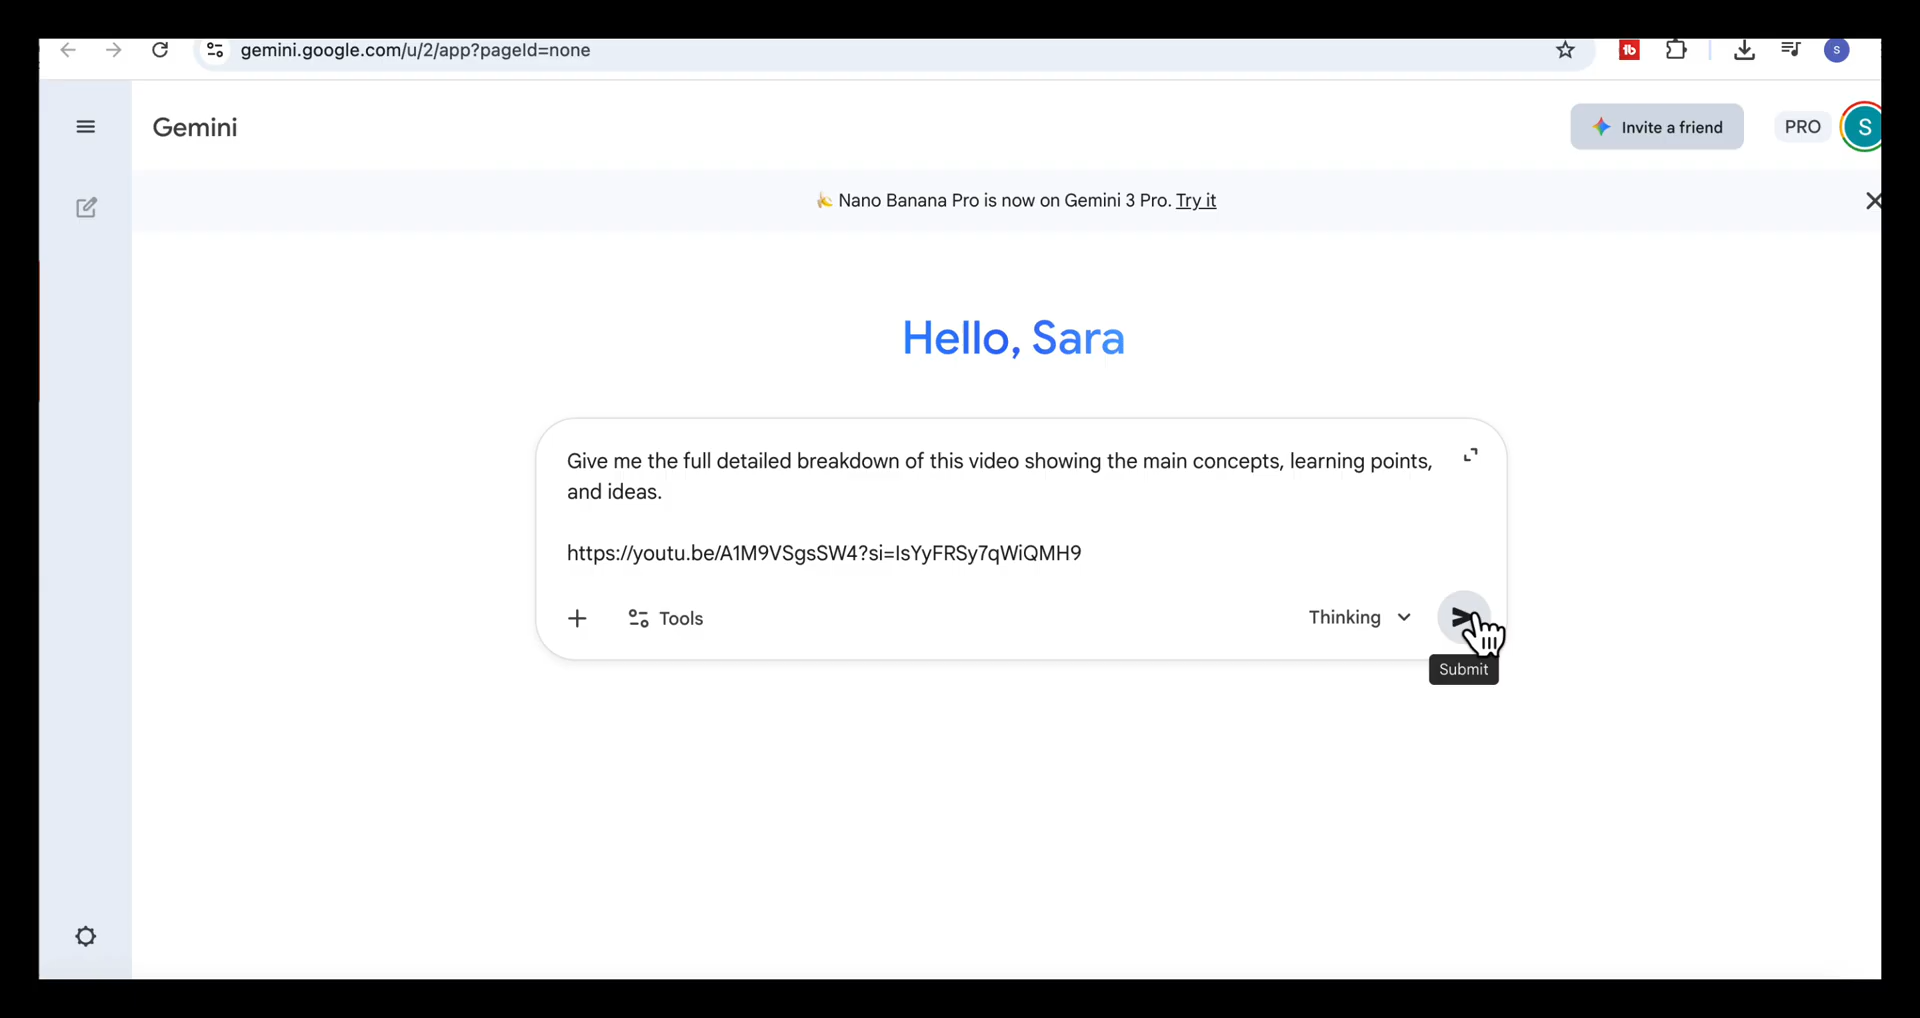 gemini.google.com/u/2/app?pageId=none
tb
s
Gemini
Invite a friend
PRO
S
Nano Banana Pro is now on Gemini 3 Pro. Try it
Hello, Sara
Give me the full detailed breakdown of this video showing the main concepts, learning points,
and ideas.
https://youtu.be/A1M9VSgsSW4?si=IsYyFRSy7qWiQMH9
Tools
Thinking
Submit